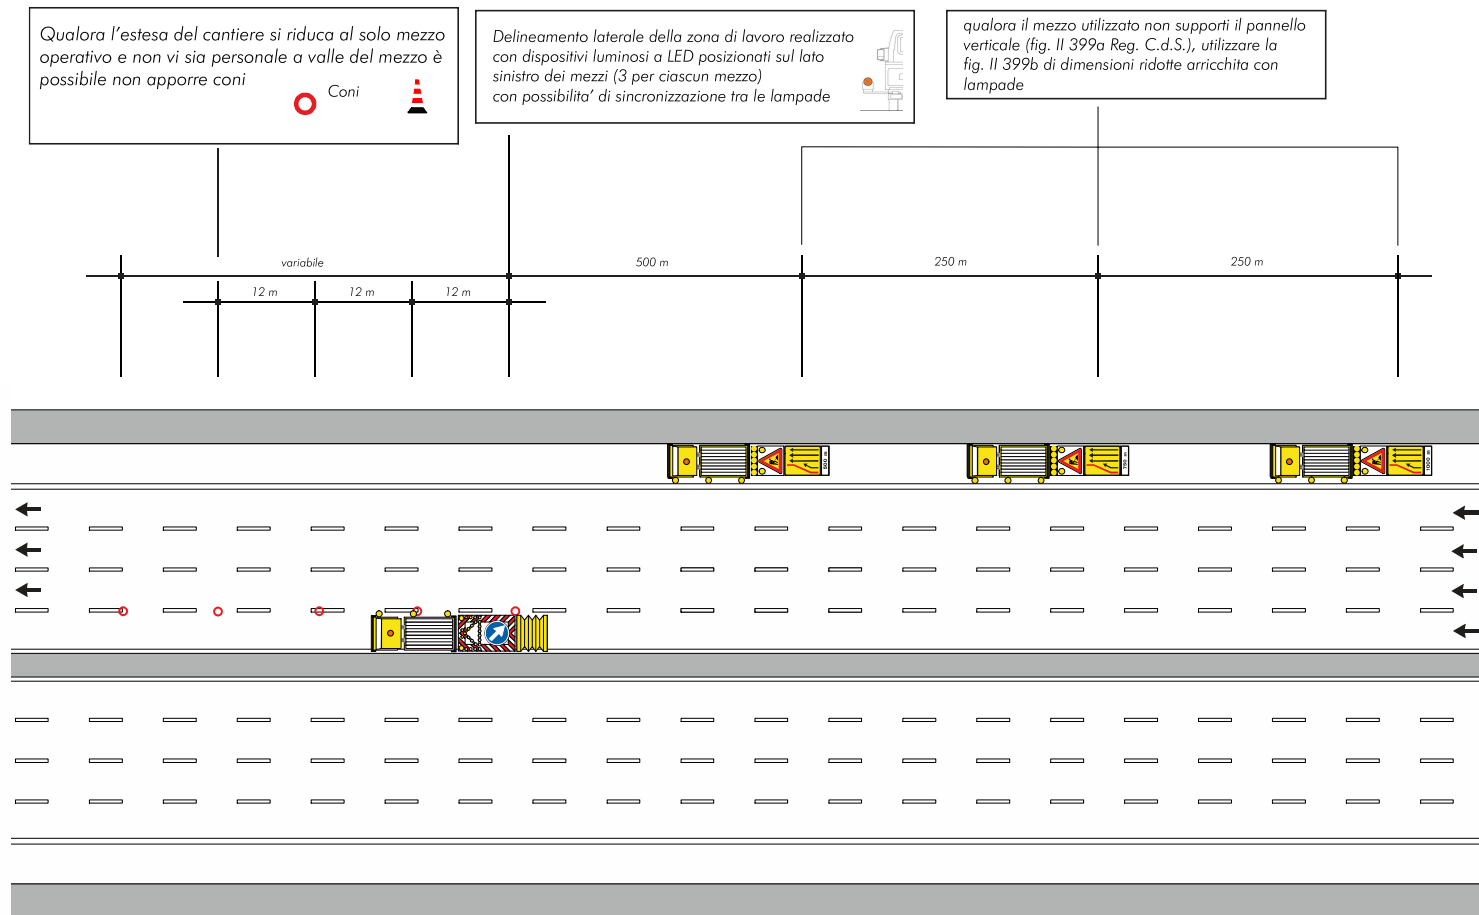 Qualora l'estesa del cantiere si riduca al solo mezzo
operativo e non vi sia personale a valle del mezzo è
possibile non apporre coni
Coni
Delineamento laterale della zona di lavoro realizzato
con dispositivi luminosi a LED posizionati sul lato
sinistro dei mezzi (3 per ciascun mezzo)
con possibilita' di sincronizzazione tra le lampade
qualora il mezzo utilizzato non supporti il pannello
verticale (fig. II 399a Reg. C.d.S.), utilizzare la
fig. II 399b di dimensioni ridotte arricchita con
lampade
variabile
500 m
250 m
250 m
12 m
12 m
12 m
500 m
750 m
1000 m